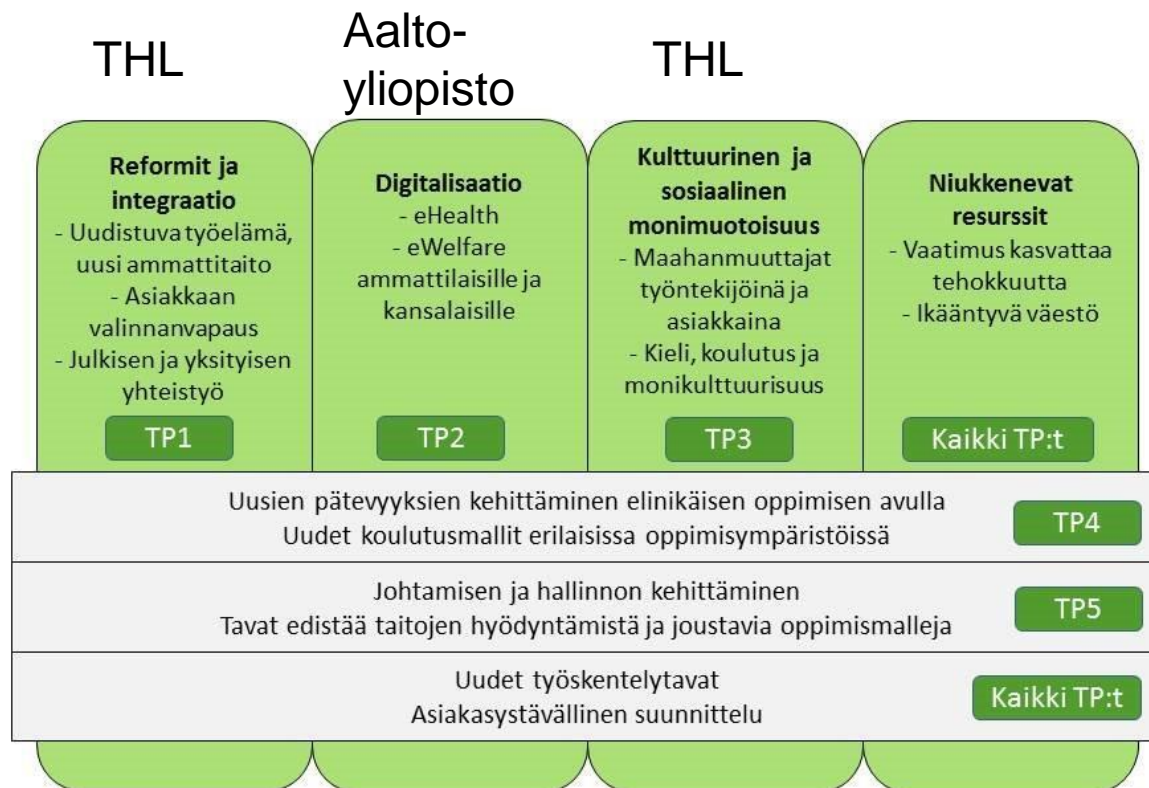 THL
Aalto-
yliopisto
THL
Reformit ja
integraatio
- Uudistuva työelämä,
uusi ammattitaito
- Asiakkaan
valinnanvapaus
- Julkisen ja yksityisen
yhteistyö
TP1
Digitalisaatio
- eHealth
- eWelfare
ammattilaisille ja
kansalaisille
TP2
Kulttuurinen ja
sosiaalinen
monimuotoisuus
- Maahanmuuttajat
työntekijöinä ja
asiakkaina
- Kieli, koulutus ja
monikulttuurisuus
TP3
Niukkenevat
resurssit
- Vaatimus kasvattaa
tehokkuutta
- Ikääntyvä väestö
Kaikki TP:t
Uusien pätevyyksien kehittäminen elinikäisen oppimisen avulla
Uudet koulutusmallit erilaisissa oppimisympäristöissä
TP4
Johtamisen ja hallinnon kehittäminen
Tavat edistää taitojen hyödyntämistä ja joustavia oppimismalleja
TP5
Uudet työskentelytavat
Asiakasystävällinen suunnittelu
Kaikki TP:t